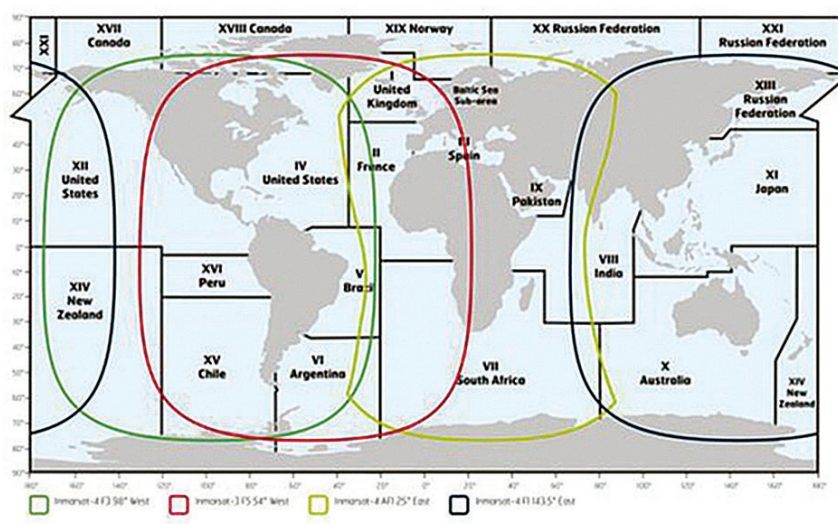 XXI
XVII
Canada
XVIII Canada
XIX Norway
XX Russian Federation
XXI
Russian Federation
I
United
Kingdom
Baltic Sea
Sub-area
XIII
Russian
Federation
XII
United
States
IV
United States
II
France
III
Spain
IX
Pakistan
XI
Japan
XIV
New
Zealand
XVI
Peru
V
Brazil
VIII
India
XV
Chile
VI
Argentina
VII
South Africa
X
Australia
XIV
New
Zealand
Inmarsat-4 F3 98° West
Inmarsat-3 F5 54° West
Inmarsat-4 AF1 25° East
Inmarsat-4 F1 143.5° East